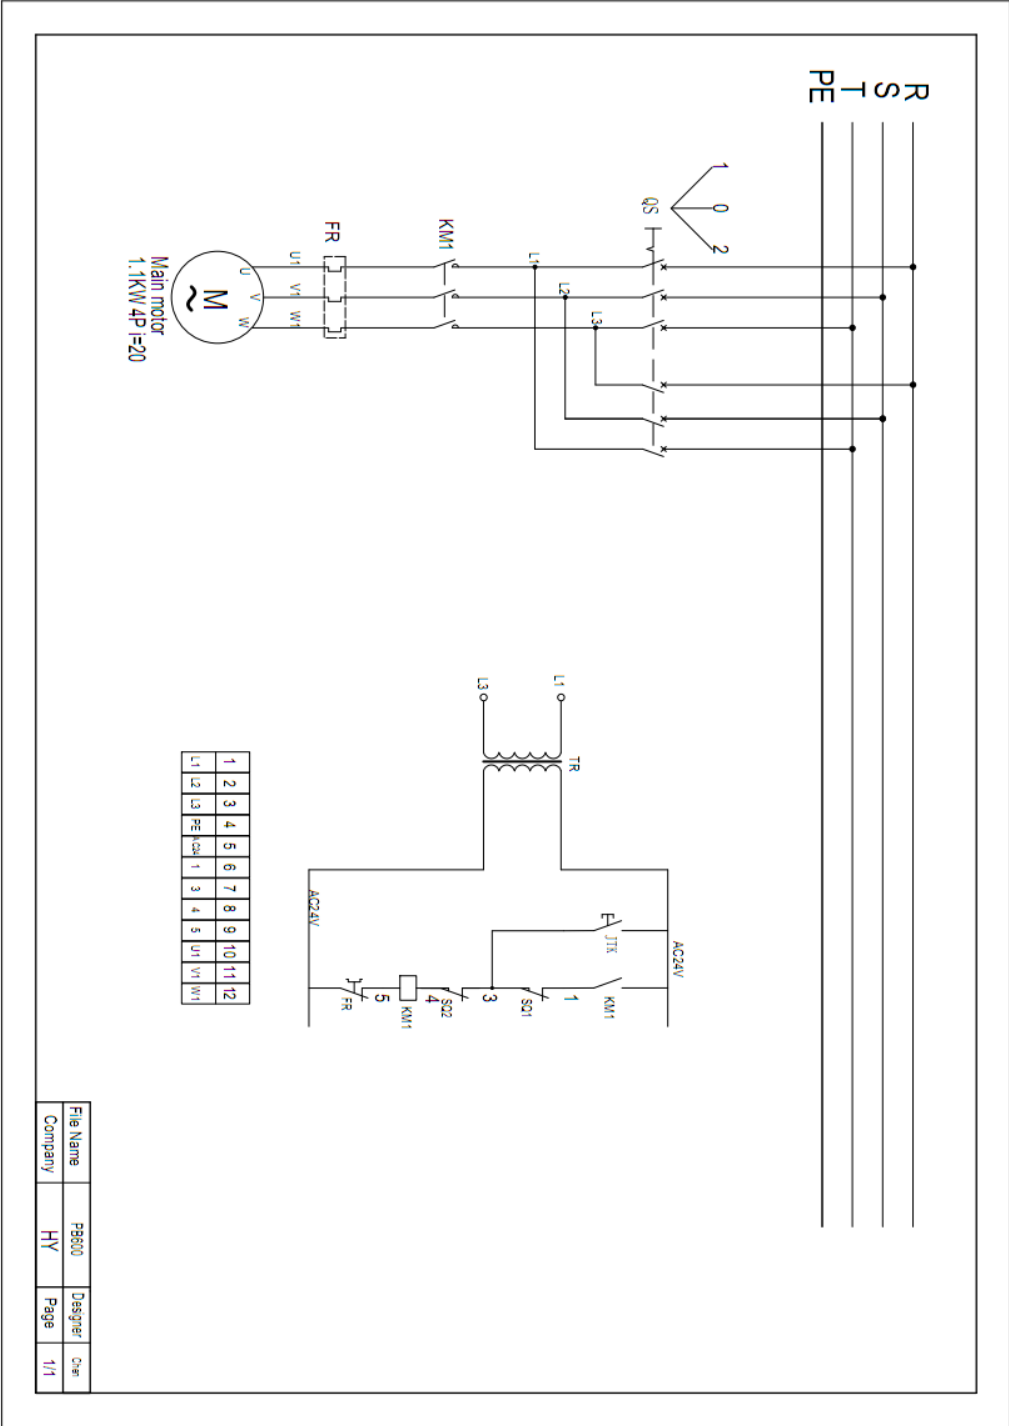 R
S
T
PE
1
0
2
QS
L1
L2
L3
KM1
FR
U1
V1
W1
U
V
W
M
~
Main motor
1.1KW 4P i=20
L1
L3
TR
AC24V
AC24V
JTK
KM1
1
SQ1
3
SQ2
4
KM1
5
FR
1 2 3 4 5 6 7 8 9 10 11 12
L1 L2 L3 PE AC24 1 3 4 5 U1 V1 W1
File Name PB600 Designer Chen
Company HY Page 1/1